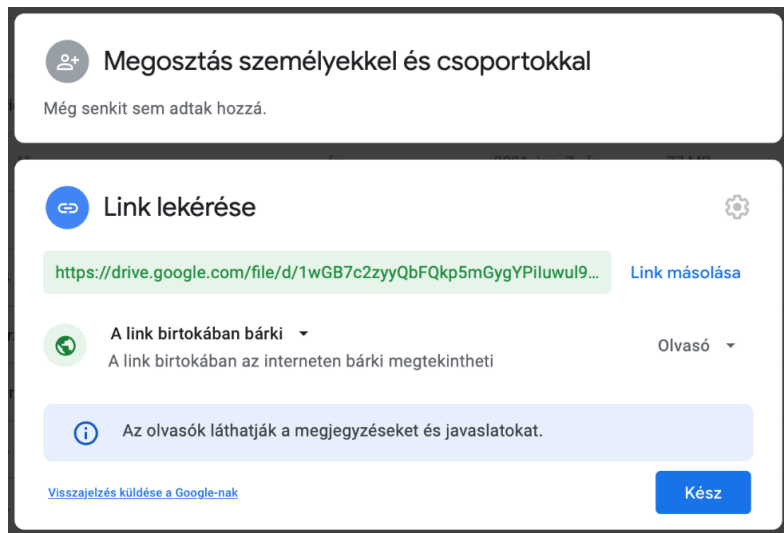 Megosztás személyekkel és csoportokkal
Még senkit sem adtak hozzá.
Link lekérése
https://drive.google.com/file/d/1wGB7c2zyyQbFQkp5mGygYPiluwul9...
Link másolása
A link birtokában bárki
A link birtokában az interneten bárki megtekintheti
Olvasó
Az olvasók láthatják a megjegyzéseket és javaslatokat.
Visszajelzés küldése a Google-nak
Kész